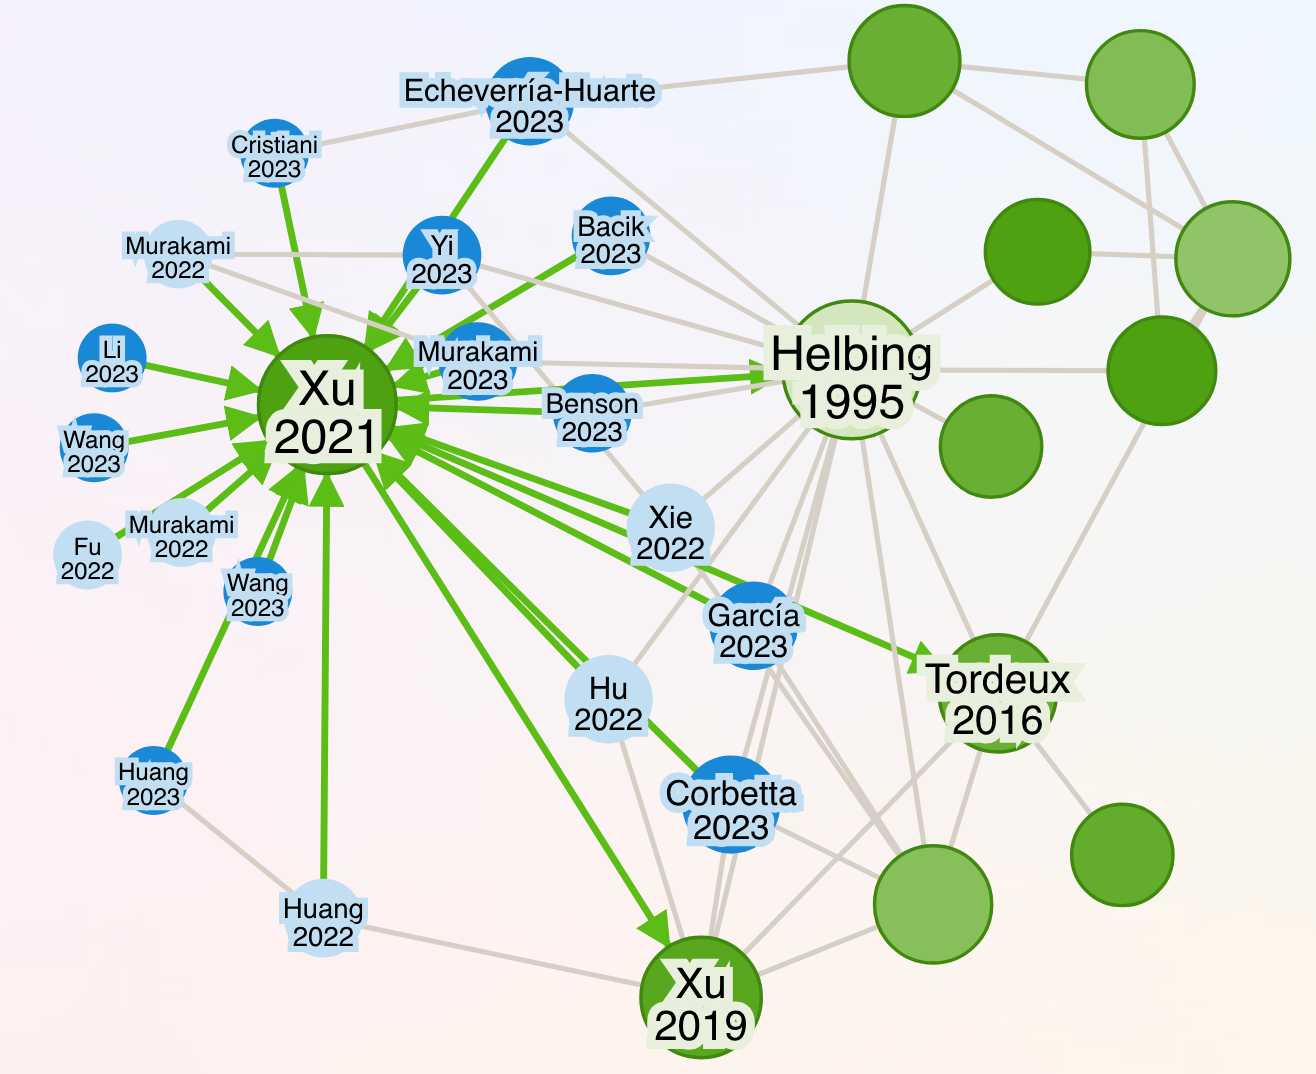 Echeverría-Huarte
2023
Cristiani
2023
Murakami
2022
Yi
2023
Bacik
2023
Li
2023
Murakami
2023
Helbing
1995
Xu
2021
Benson
2023
Wang
2023
Murakami
2022
Xie
2022
Fu
2022
Wang
2023
García
2023
Hu
2022
Tordeux
2016
Huang
2023
Corbetta
2023
Huang
2022
Xu
2019